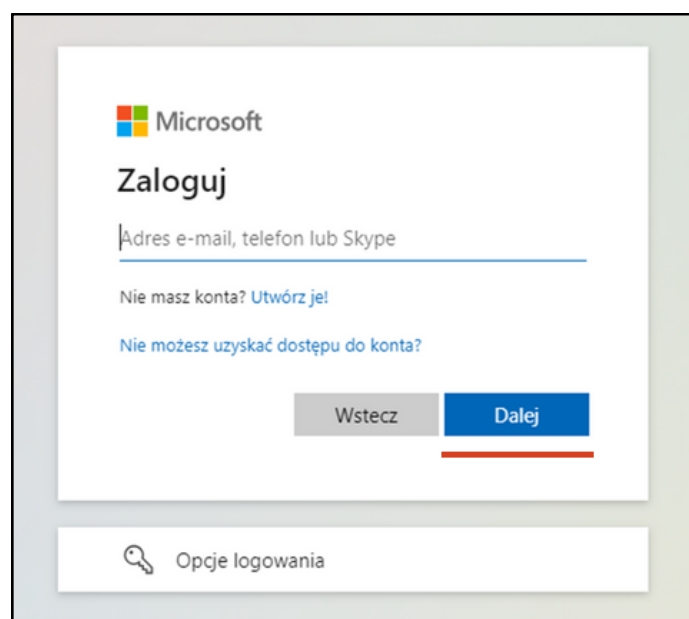 Microsoft
Zaloguj
Adres e-mail, telefon lub Skype
Nie masz konta? Utwórz je!
Nie możesz uzyskać dostępu do konta?
Wstecz Dalej
Opcje logowania